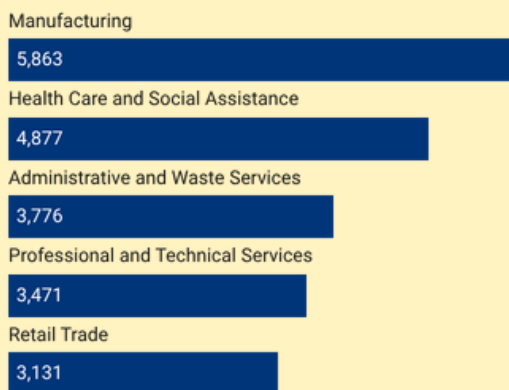 Manufacturing
5,863
Health Care and Social Assistance
4,877
Administrative and Waste Services
3,776
Professional and Technical Services
3,471
Retail Trade
3,131